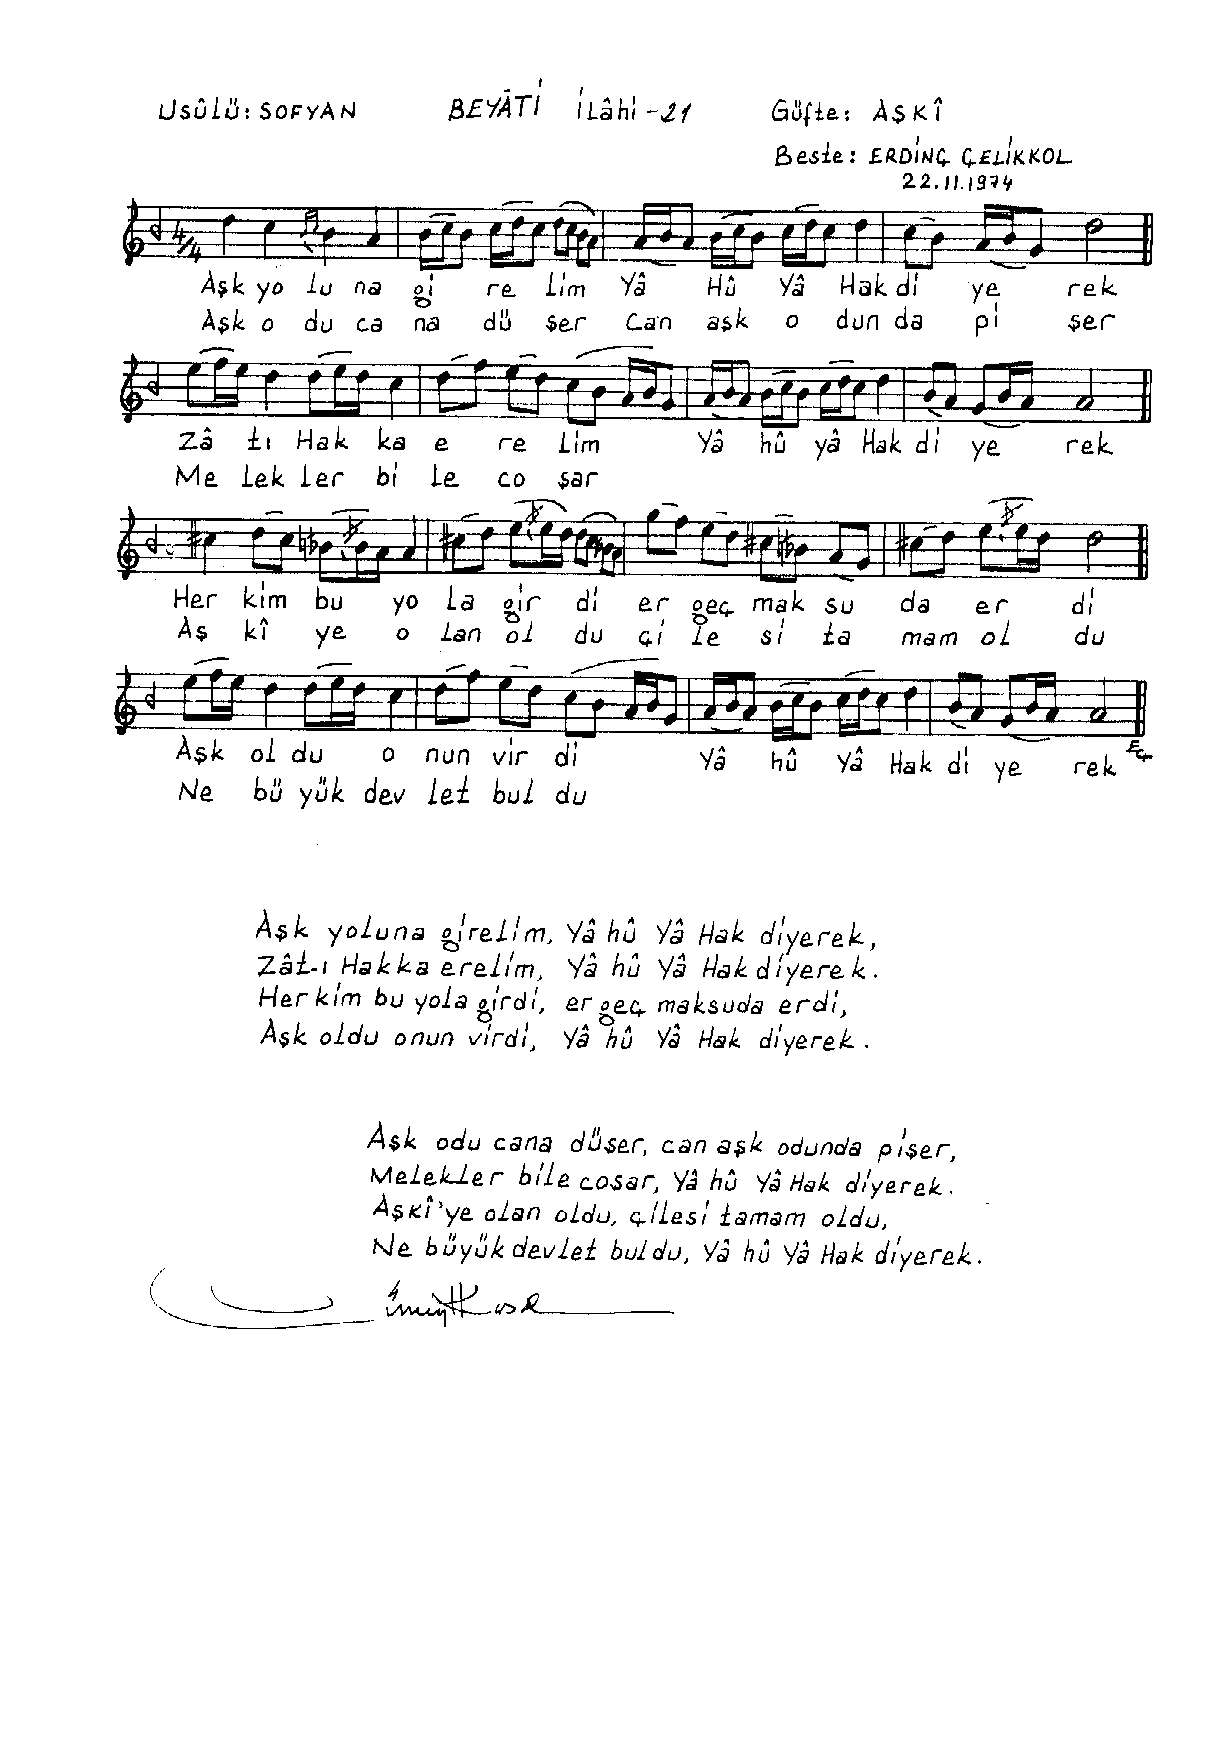 Usûlü: SOFYAN BEYÂTİ İLâhi - 21 Güfte: AŞKÎ
Beste: ERDİNÇ ÇELİKKOL
22.11.1974
4/4
Aşk yo lu na gi re lim Yâ Hû Yâ Hak di ye rek
Aşk o du ca na dü şer Can aşk o dun da pi şer
Zâ tı Hak ka e re lim Yâ hû yâ Hak di ye rek
Me lek ler bi le co şar
Her kim bu yo la gir di er geç mak su da er di
Aş kî ye o lan ol du çi le si ta mam ol du
Aşk ol du o nun vir di Yâ hû Yâ Hak di ye rek
EÇ
Ne bü yük dev let bul du
Aşk yoluna girelim, Yâ hû Yâ Hak diyerek,
Zât-ı Hakka erelim, Yâ hû Yâ Hak diyerek.
Her kim bu yola girdi, er geç maksuda erdi,
Aşk oldu onun virdi, Yâ hû Yâ Hak diyerek.
Aşk odu cana düşer, can aşk odunda pişer,
Melekler bile coşar, Yâ hû Yâ Hak diyerek.
Aşkî'ye olan oldu, çilesi tamam oldu,
Ne büyük devlet buldu, Yâ hû Yâ Hak diyerek.